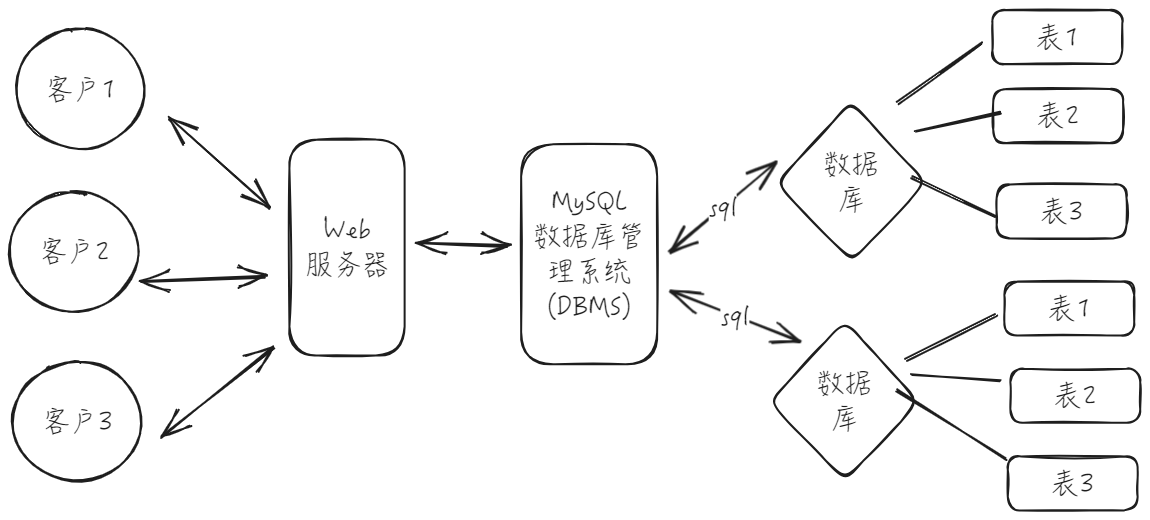 客户1
客户2
客户3
Web
服务器
MySQL
数据库管
理系统
(DBMS)
sql
sql
数据
库
表1
表2
表3
数据
库
表1
表2
表3